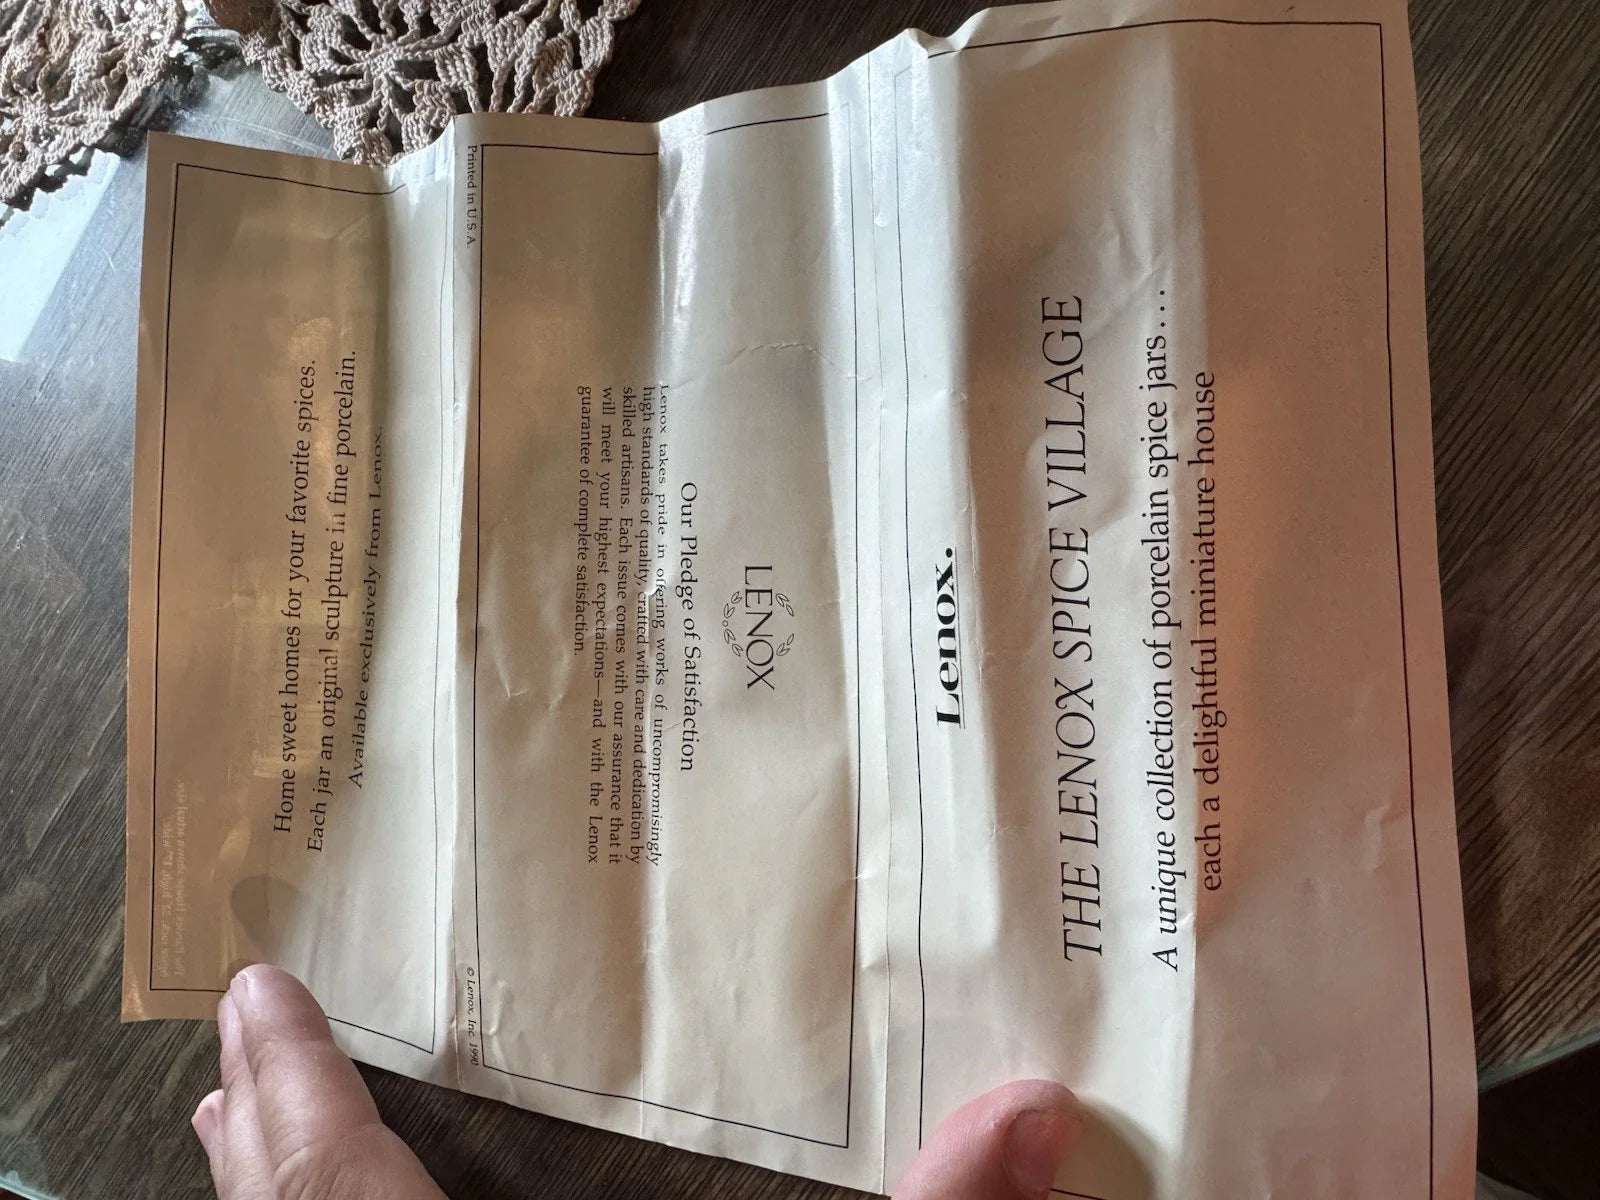 Lenox.
THE LENOX SPICE VILLAGE
A unique collection of porcelain spice jars....
each a delightful miniature house
LENOX
Our Pledge of Satisfaction
Lenox takes pride in offering works of uncompromisingly
high standards of quality, crafted with care and dedication by
skilled artisans. Each issue comes with our assurance that it
will meet your highest expectations—and with the Lenox
guarantee of complete satisfaction.
© Lenox, Inc. 1990
Printed in U.S.A.
Home sweet homes for your favorite spices.
Each jar an original sculpture in fine porcelain.
Available exclusively from Lenox.